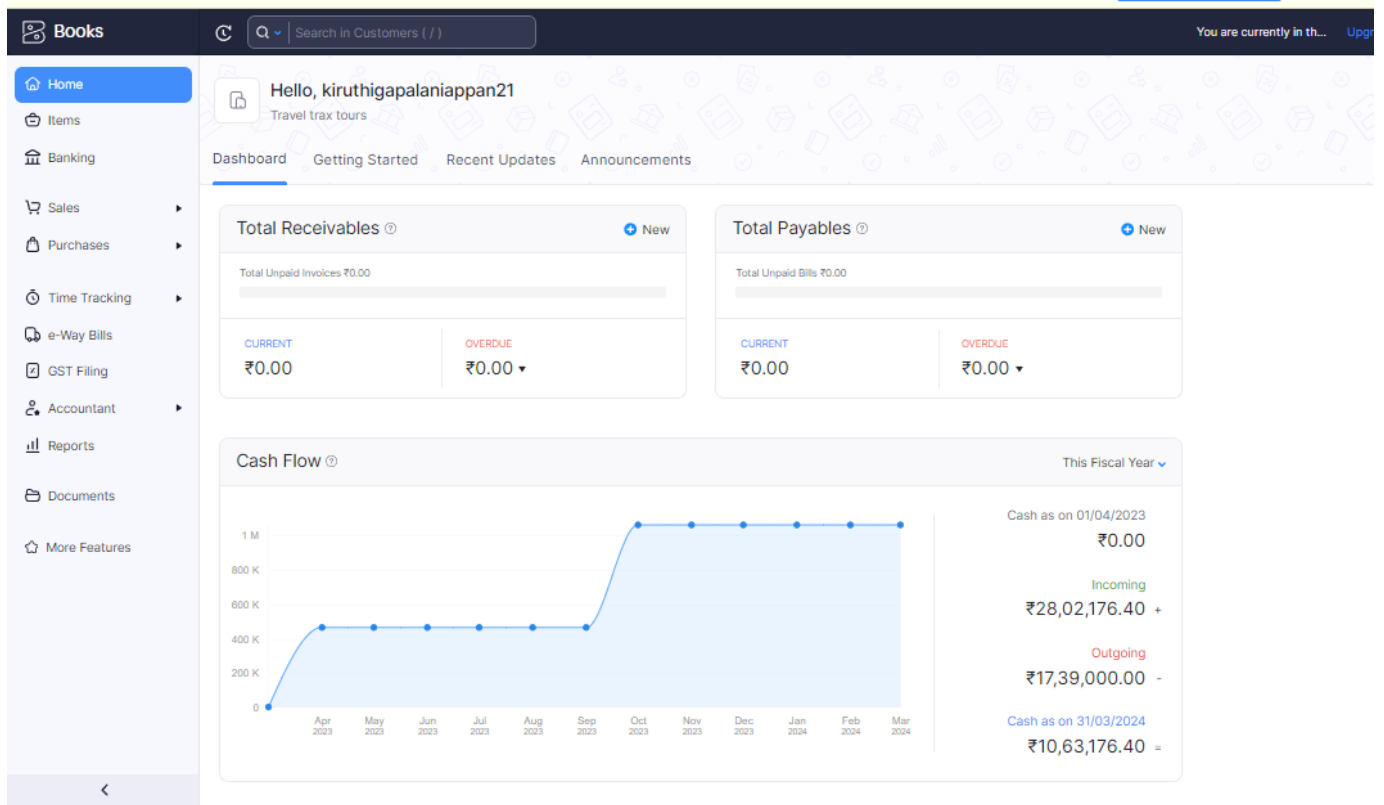 Books
Search in Customers ( / )
You are currently in th... Upgr
Home
Items
Banking
Sales
Purchases
Time Tracking
e-Way Bills
GST Filing
Accountant
Reports
Documents
More Features
Hello, kiruthigapalaniappan21
Travel trax tours
Dashboard Getting Started Recent Updates Announcements
Total Receivables
New
Total Unpaid Invoices ₹0.00
CURRENT
₹0.00
OVERDUE
₹0.00
Total Payables
New
Total Unpaid Bills ₹0.00
CURRENT
₹0.00
OVERDUE
₹0.00
Cash Flow
This Fiscal Year
1 M
800 K
600 K
400 K
200 K
0
Apr May Jun Jul Aug Sep Oct Nov Dec Jan Feb Mar
2023 2023 2023 2023 2023 2023 2023 2023 2023 2024 2024 2024
Cash as on 01/04/2023
₹0.00
Incoming
₹28,02,176.40 +
Outgoing
₹17,39,000.00 -
Cash as on 31/03/2024
₹10,63,176.40 =